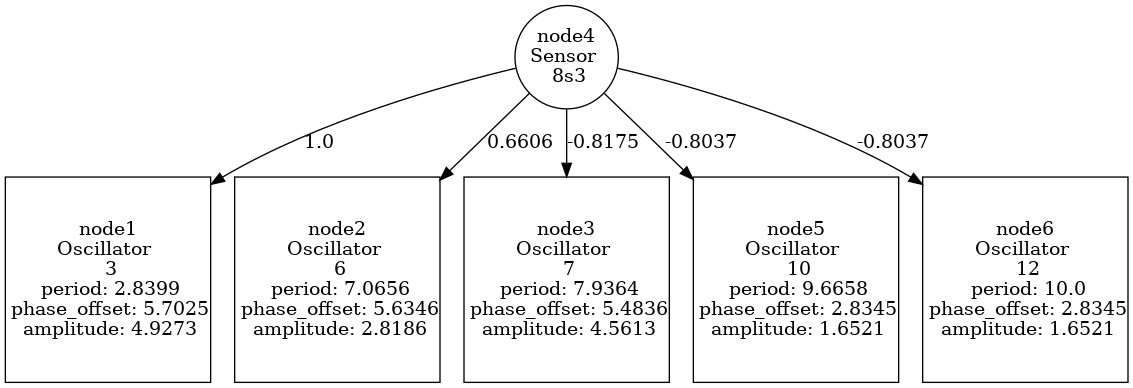 node4
Sensor
8s3
1.0
0.6606
-0.8175
-0.8037
-0.8037
node1
Oscillator
3
period: 2.8399
phase_offset: 5.7025
amplitude: 4.9273
node2
Oscillator
6
period: 7.0656
phase_offset: 5.6346
amplitude: 2.8186
node3
Oscillator
7
period: 7.9364
phase_offset: 5.4836
amplitude: 4.5613
node5
Oscillator
10
period: 9.6658
phase_offset: 2.8345
amplitude: 1.6521
node6
Oscillator
12
period: 10.0
phase_offset: 2.8345
amplitude: 1.6521